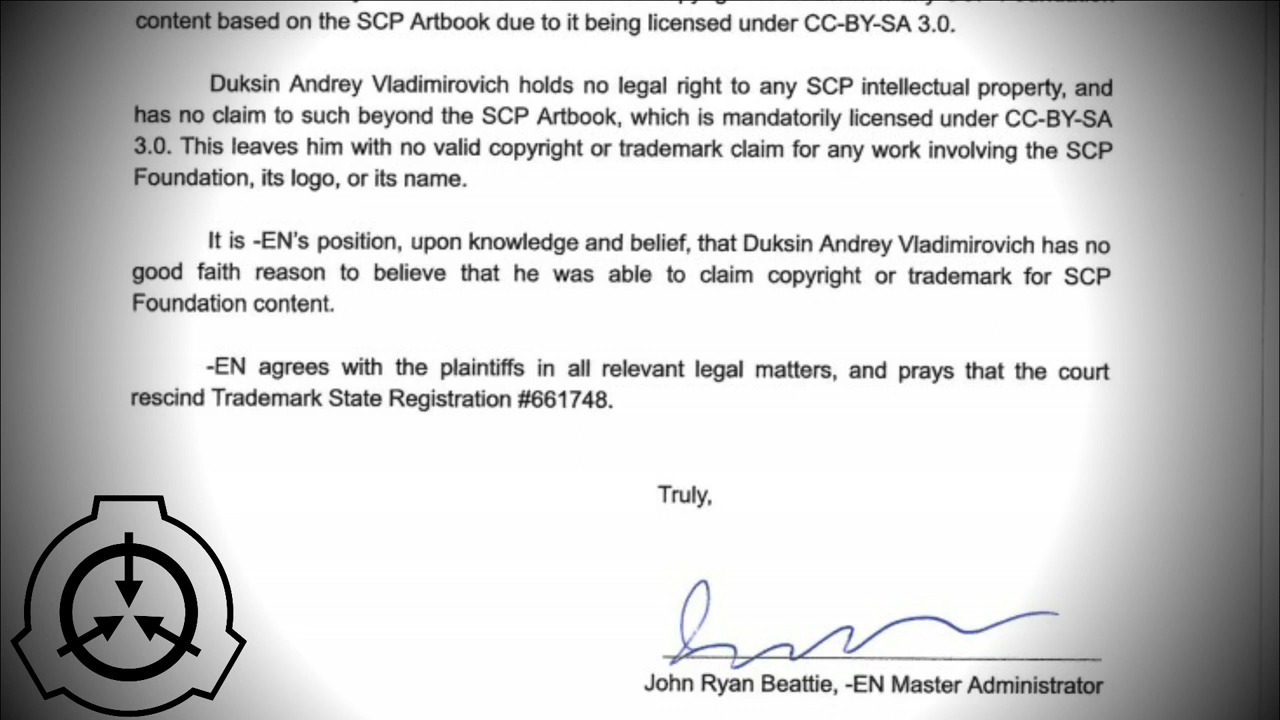 content based on the SCP Artbook due to it being licensed under CC-BY-SA 3.0.
Duksin Andrey Vladimirovich holds no legal right to any SCP intellectual property, and
has no claim to such beyond the SCP Artbook, which is mandatorily licensed under CC-BY-SA
3.0. This leaves him with no valid copyright or trademark claim for any work involving the SCP
Foundation, its logo, or its name.
It is -EN's position, upon knowledge and belief, that Duksin Andrey Vladimirovich has no
good faith reason to believe that he was able to claim copyright or trademark for SCP
Foundation content.
-EN agrees with the plaintiffs in all relevant legal matters, and prays that the court
rescind Trademark State Registration #661748.
Truly,
John Ryan Beattie, -EN Master Administrator